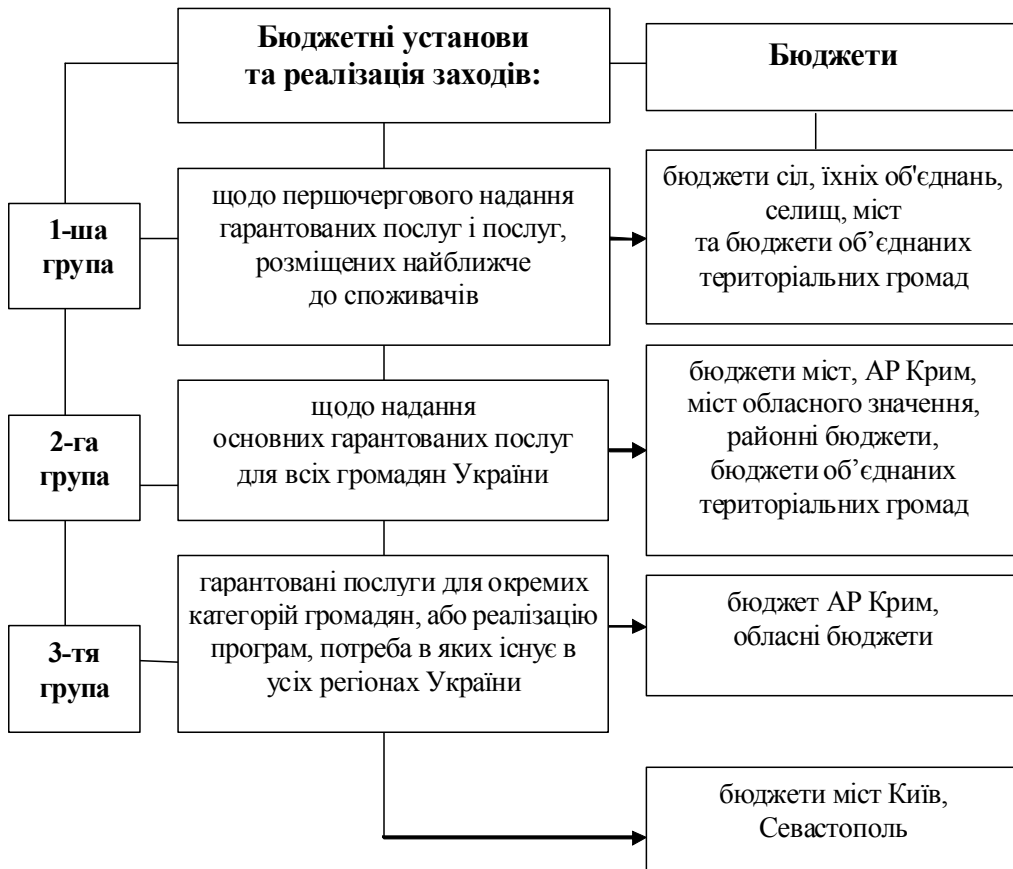 Бюджетні установи
та реалізація заходів:
Бюджети
1-ша
група
щодо першочергового надання
гарантованих послуг і послуг,
розміщених найближче
до споживачів
бюджети сіл, їхніх об'єднань,
селищ, міст
та бюджети об’єднаних
територіальних громад
2-га
група
щодо надання
основних гарантованих послуг
для всіх громадян України
бюджети міст, АР Крим,
міст обласного значення,
районні бюджети,
бюджети об’єднаних
територіальних громад
3-тя
група
гарантовані послуги для окремих
категорій громадян, або реалізацію
програм, потреба в яких існує в
усіх регіонах України
бюджет АР Крим,
обласні бюджети
бюджети міст Київ,
Севастополь